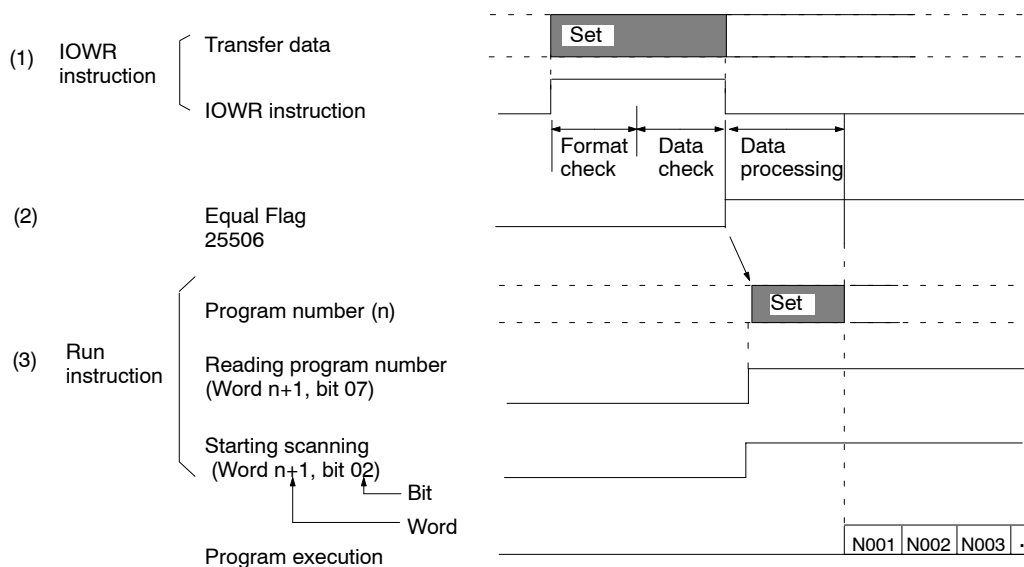 Set
(1) IOWR instruction
Transfer data
IOWR instruction
Format check
Data check
Data processing
(2)
Equal Flag
25506
Set
Program number (n)
(3) Run instruction
Reading program number
(Word n+1, bit 07)
Starting scanning
(Word n+1, bit 02)
Bit
Word
N001 N002 N003 .
Program execution